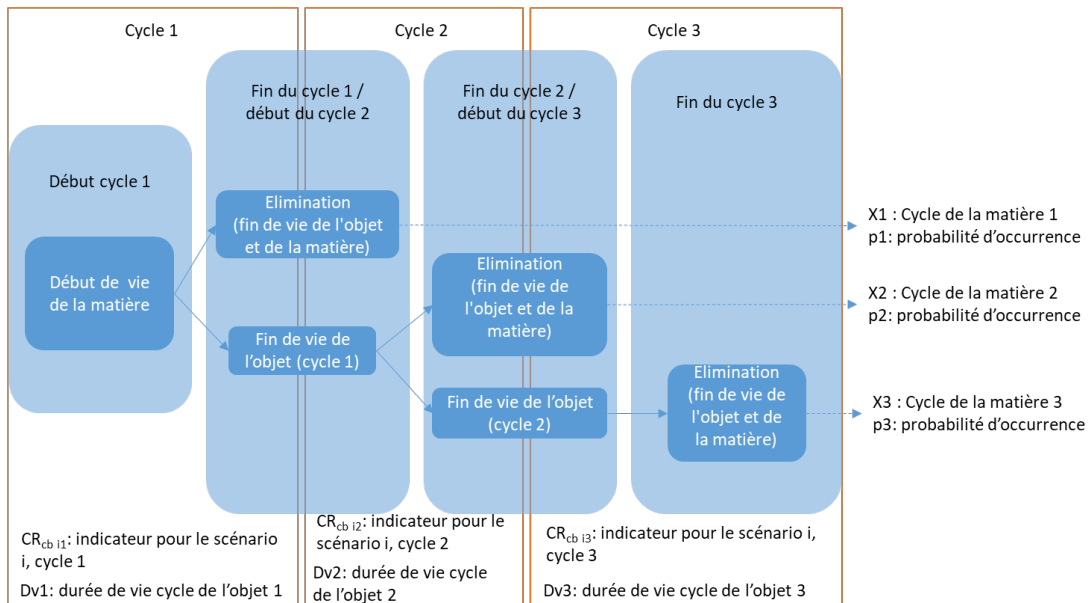 Cycle 1
Cycle 2
Cycle 3
Début cycle 1
Fin du cycle 1 /
début du cycle 2
Fin du cycle 2 /
début du cycle 3
Fin du cycle 3
Début de vie
de la matière
Elimination
(fin de vie de l'objet
et de la matière)
Fin de vie de
l’objet (cycle 1)
Elimination
(fin de vie de
l'objet et de la
matière)
Fin de vie de l’objet
(cycle 2)
Elimination
(fin de vie de
l'objet et de
la matière)
X1 : Cycle de la matière 1
p1: probabilité d’occurrence
X2 : Cycle de la matière 2
p2: probabilité d’occurrence
X3 : Cycle de la matière 3
p3: probabilité d’occurrence
CRcb i1: indicateur pour le scénario
i, cycle 1
Dv1: durée de vie cycle de l’objet 1
CRcb i2: indicateur pour le
scénario i, cycle 2
Dv2: durée de vie cycle
de l’objet 2
CRcb i3: indicateur pour le scénario i,
cycle 3
Dv3: durée de vie cycle de l’objet 3